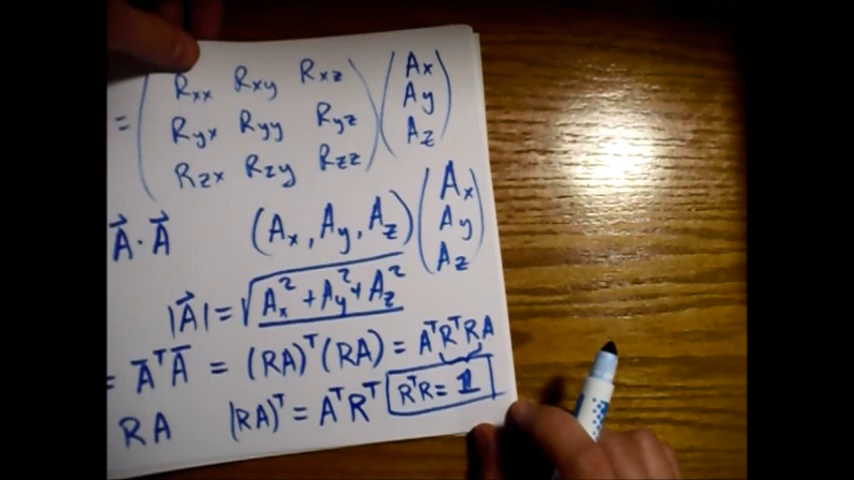 = ( Rxx Rxy Rxz ) ( Ax )
Ryx Ryy Ryz Ay
Rzx Rzy Rzz Az
A⃗·A⃗ (Ax, Ay, Az) ( Ax )
Ay
Az
|A⃗| = √(Ax² + Ay² + Az²)
= A̅ᵀA̅ = (RA)ᵀ(RA) = AᵀRᵀRA
RA (RA)ᵀ = AᵀRᵀ RᵀR = 1